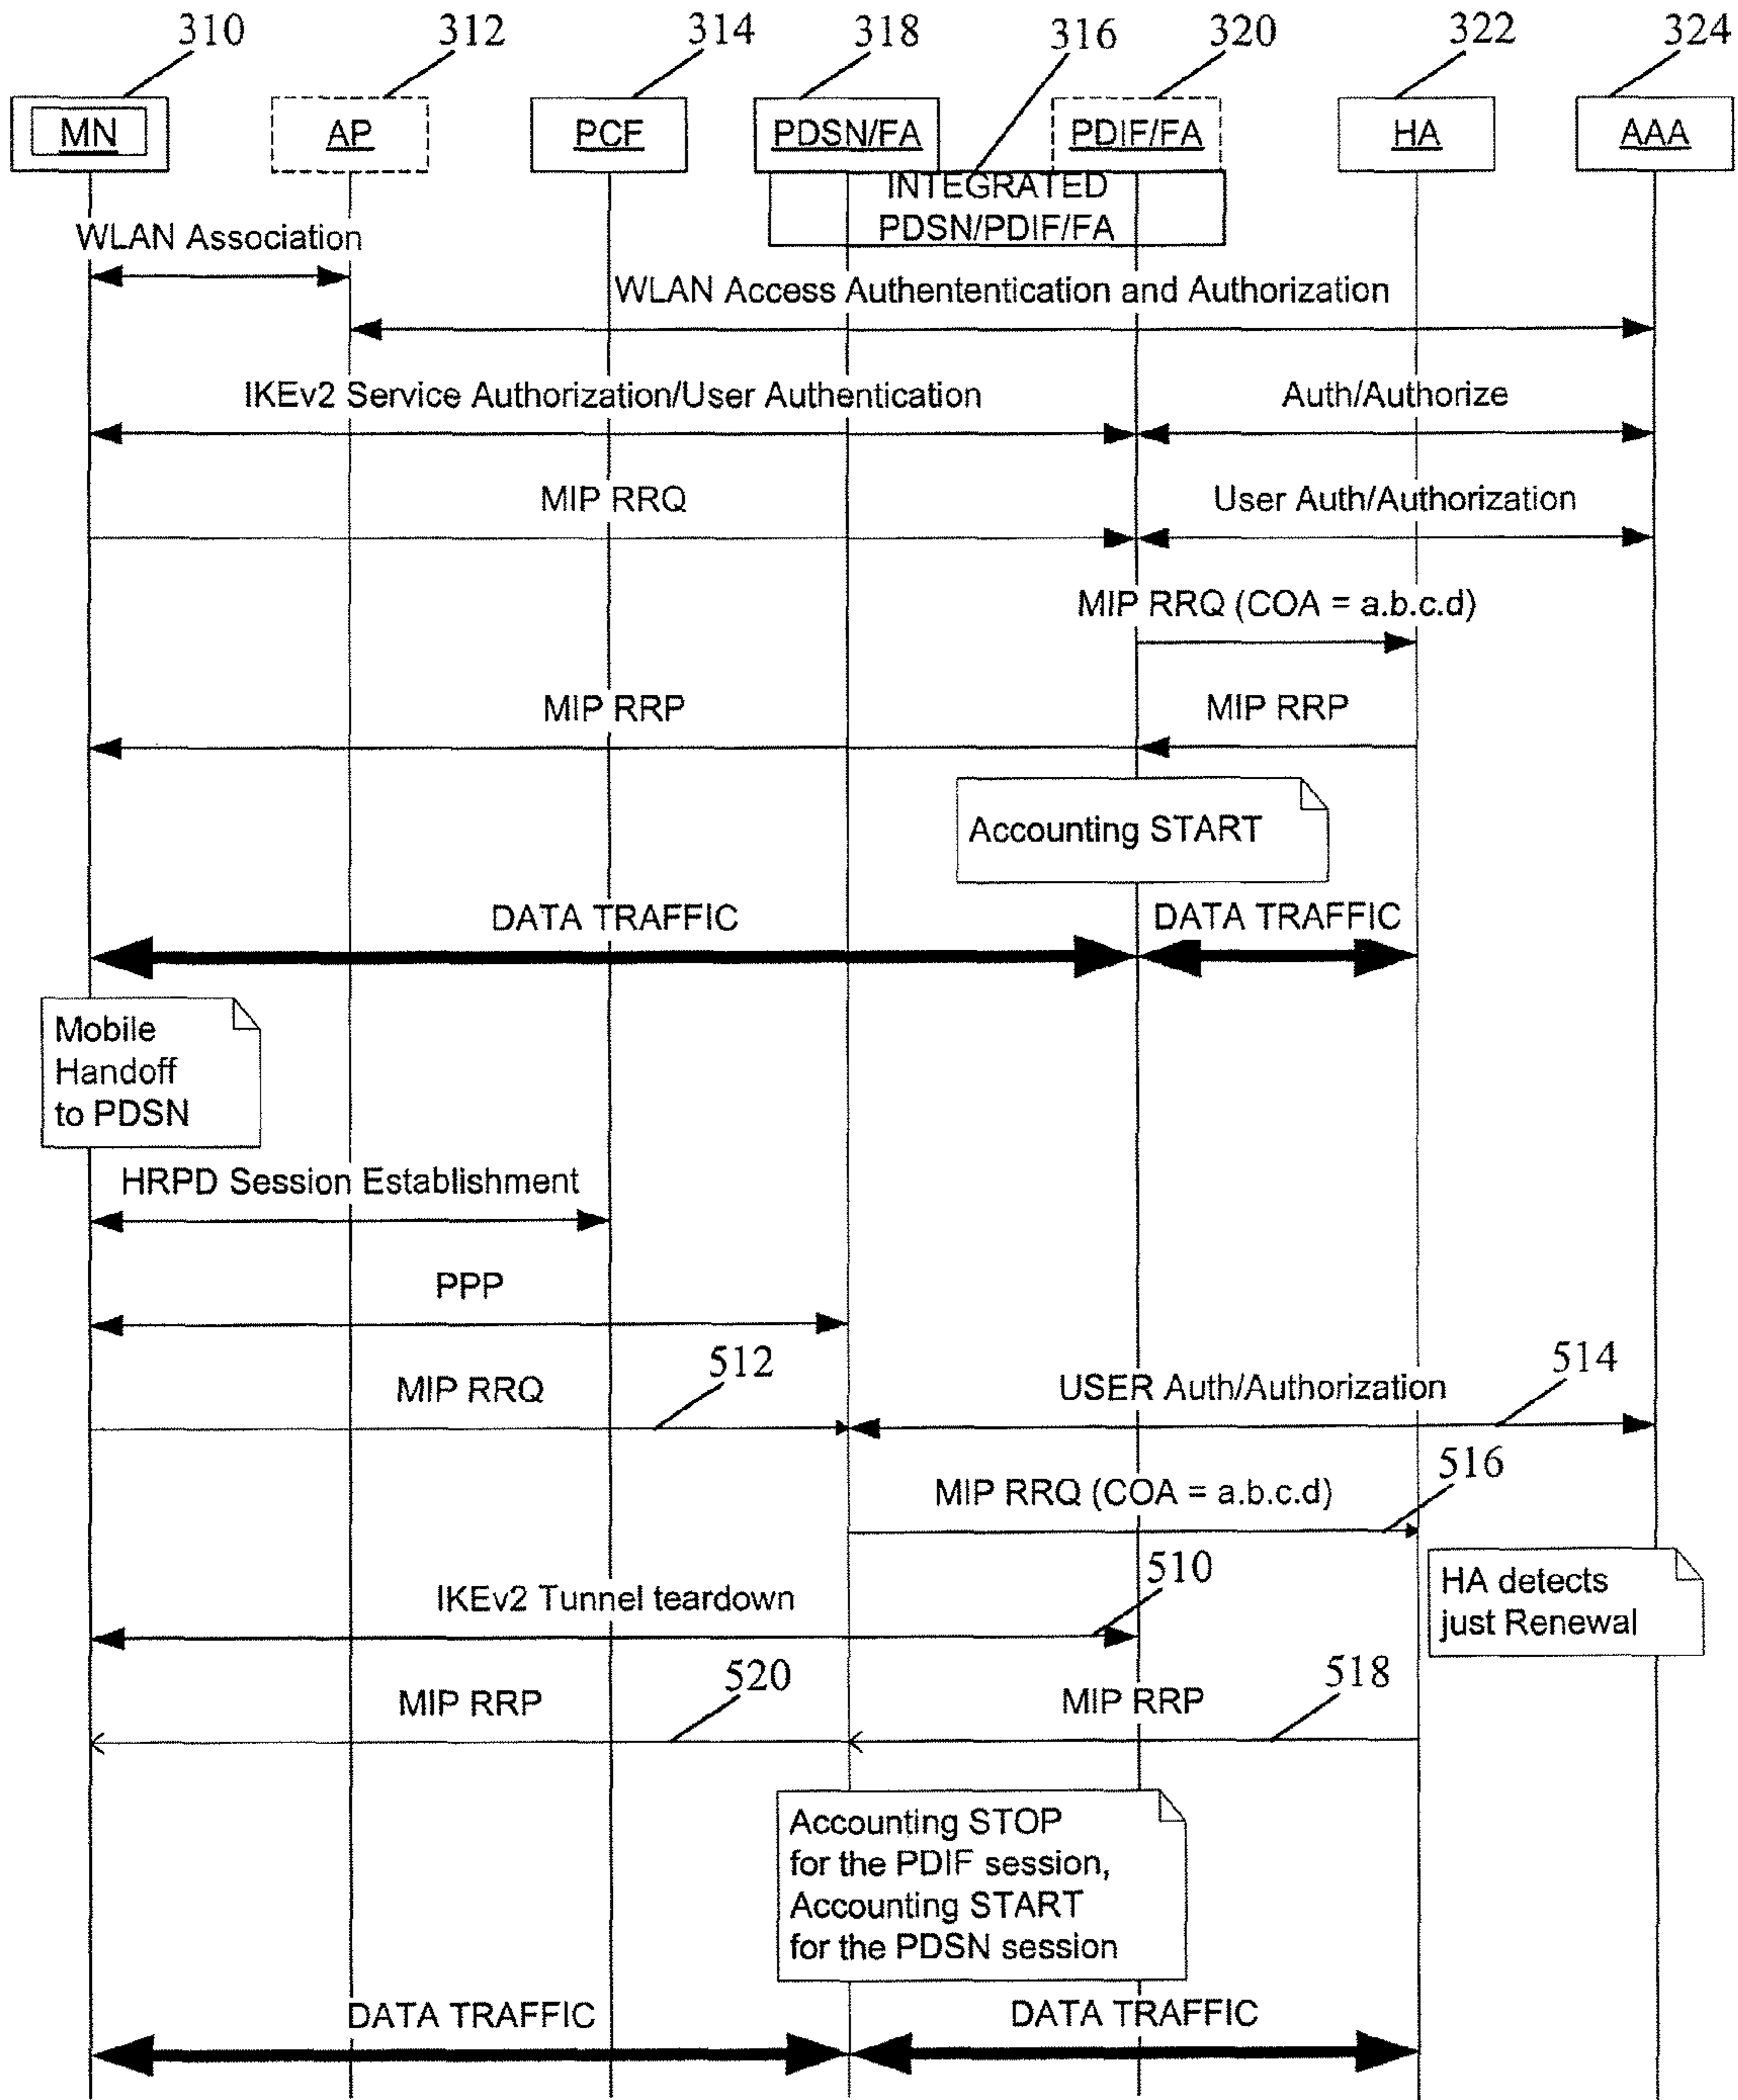 310 312 314 318 316 320 322 324
MN AP PCF PDSN/FA PDIF/FA HA AAA
INTEGRATED
PDSN/PDIF/FA
WLAN Association
WLAN Access Authententication and Authorization
IKEv2 Service Authorization/User Authentication Auth/Authorize
MIP RRQ User Auth/Authorization
MIP RRQ (COA = a.b.c.d)
MIP RRP MIP RRP
Accounting START
DATA TRAFFIC DATA TRAFFIC
Mobile
Handoff
to PDSN
HRPD Session Establishment
PPP
MIP RRQ 512 USER Auth/Authorization 514
MIP RRQ (COA = a.b.c.d) 516
IKEv2 Tunnel teardown 510
HA detects
just Renewal
MIP RRP 520 MIP RRP 518
Accounting STOP
for the PDIF session,
Accounting START
for the PDSN session
DATA TRAFFIC DATA TRAFFIC